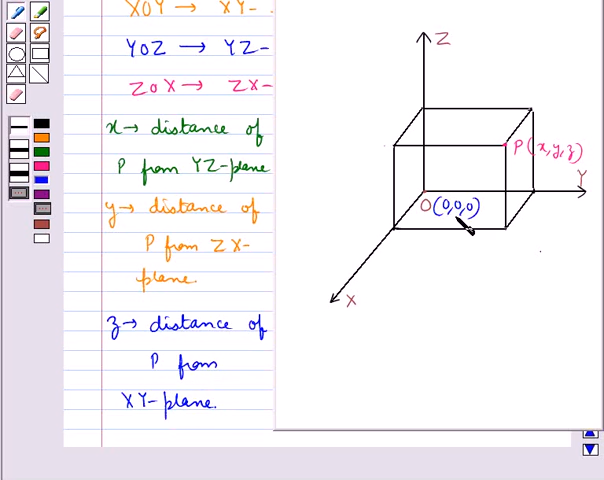 XOY → XY-
YOZ → YZ-
ZOX → ZX-
x → distance of
P from YZ-plane
y → distance of
P from ZX-
plane.
z → distance of
P from
XY-plane.
Z
P(x,y,z)
Y
O(0,0,0)
X